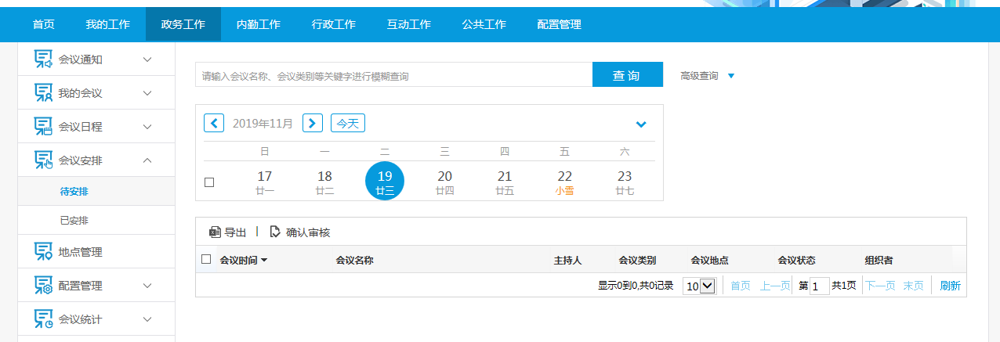 首页 我的工作 政务工作 内勤工作 行政工作 互动工作 公共工作 配置管理
会议通知
我的会议
会议日程
会议安排
待安排
已安排
地点管理
配置管理
会议统计
请输入会议名称、会议类别等关键字进行模糊查询 查 询 高级查询
2019年11月 今天
日 一 二 三 四 五 六
17 18 19 20 21 22 23
廿一 廿二 廿三 廿四 廿五 小雪 廿七
导出 确认审核
会议时间 会议名称 主持人 会议类别 会议地点 会议状态 组织者
显示0到0,共0记录 10 首页 上一页 第 1 共1页 下一页 末页 刷新